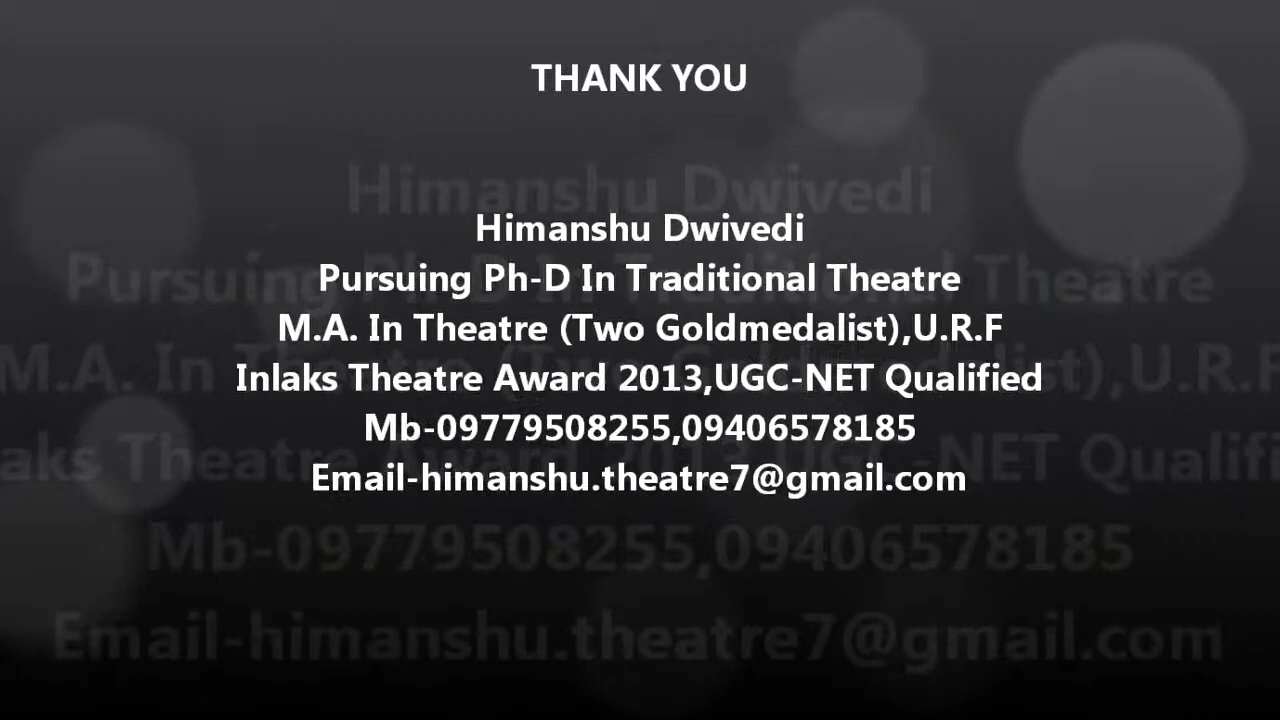 THANK YOU
Himanshu Dwivedi
Pursuing Ph-D In Traditional Theatre
M.A. In Theatre (Two Goldmedalist),U.R.F
Inlaks Theatre Award 2013,UGC-NET Qualified
Mb-09779508255,09406578185
Email-himanshu.theatre7@gmail.com